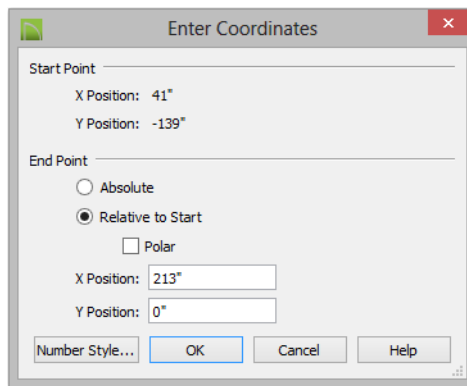 Enter Coordinates
Start Point
X Position: 41"
Y Position: -139"
End Point
Absolute
Relative to Start
Polar
X Position: 213"
Y Position: 0"
Number Style... OK Cancel Help